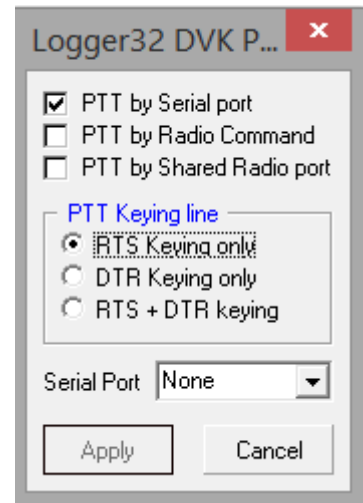 Logger32 DVK P...
PTT by Serial port
PTT by Radio Command
PTT by Shared Radio port
PTT Keying line
RTS Keying only
DTR Keying only
RTS + DTR keying
Serial Port None
Apply Cancel